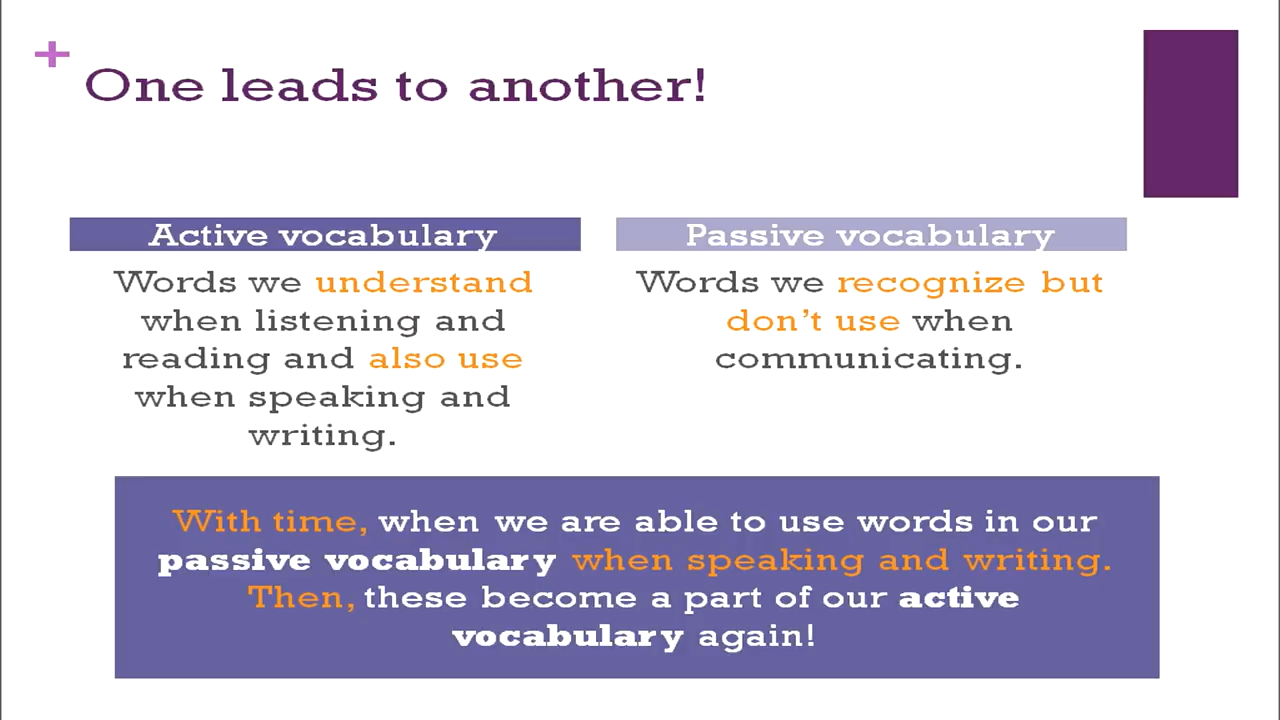 +
One leads to another!
Active vocabulary
Words we understand
when listening and
reading and also use
when speaking and
writing.
Passive vocabulary
Words we recognize but
don't use when
communicating.
With time, when we are able to use words in our
passive vocabulary when speaking and writing.
Then, these become a part of our active
vocabulary again!